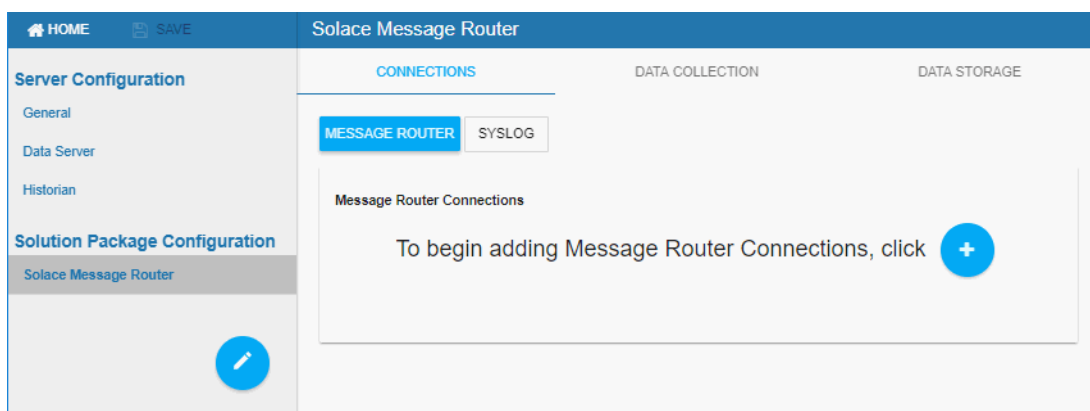 HOME
SAVE
Solace Message Router
Server Configuration
General
Data Server
Historian
Solution Package Configuration
Solace Message Router
CONNECTIONS
DATA COLLECTION
DATA STORAGE
MESSAGE ROUTER
SYSLOG
Message Router Connections
To begin adding Message Router Connections, click